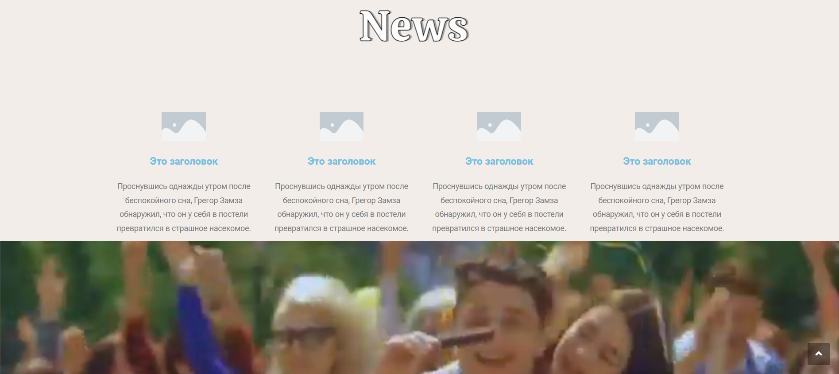 News
Это заголовок
Проснувшись однажды утром после
беспокойного сна, Грегор Замза
обнаружил, что он у себя в постели
превратился в страшное насекомое.
Это заголовок
Проснувшись однажды утром после
беспокойного сна, Грегор Замза
обнаружил, что он у себя в постели
превратился в страшное насекомое.
Это заголовок
Проснувшись однажды утром после
беспокойного сна, Грегор Замза
обнаружил, что он у себя в постели
превратился в страшное насекомое.
Это заголовок
Проснувшись однажды утром после
беспокойного сна, Грегор Замза
обнаружил, что он у себя в постели
превратился в страшное насекомое.